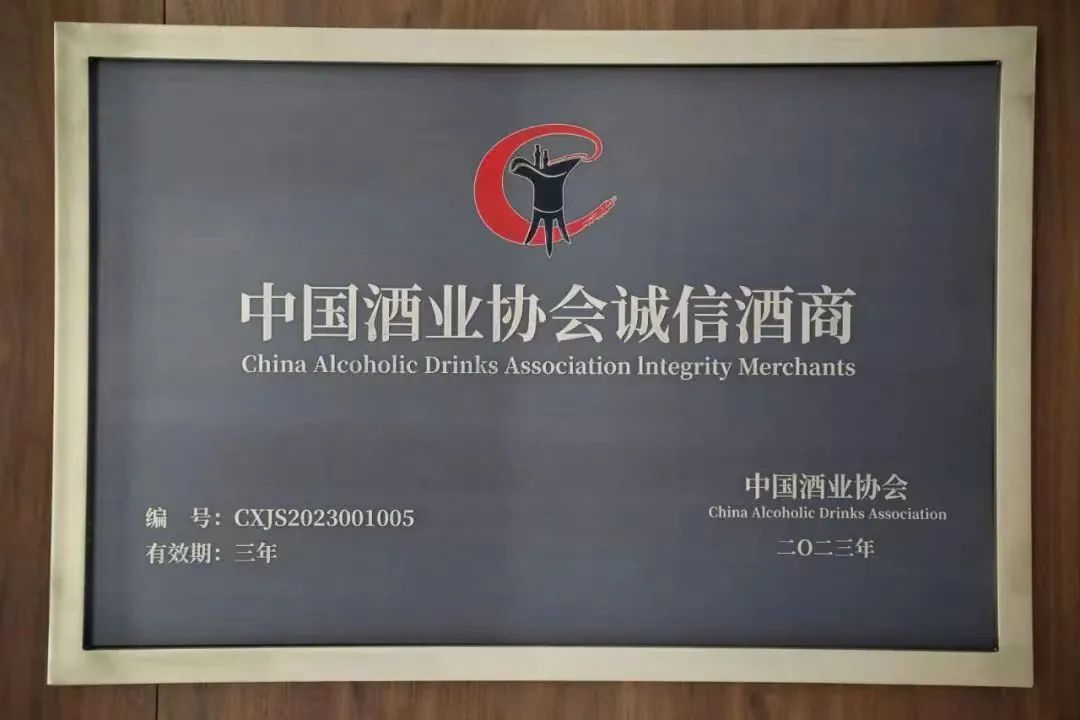 中国酒业协会诚信酒商
China Alcoholic Drinks Association lntegrity Merchants
编 号：CXJS2023001005
有效期：三年
中国酒业协会
China Alcoholic Drinks Association
二〇二三年